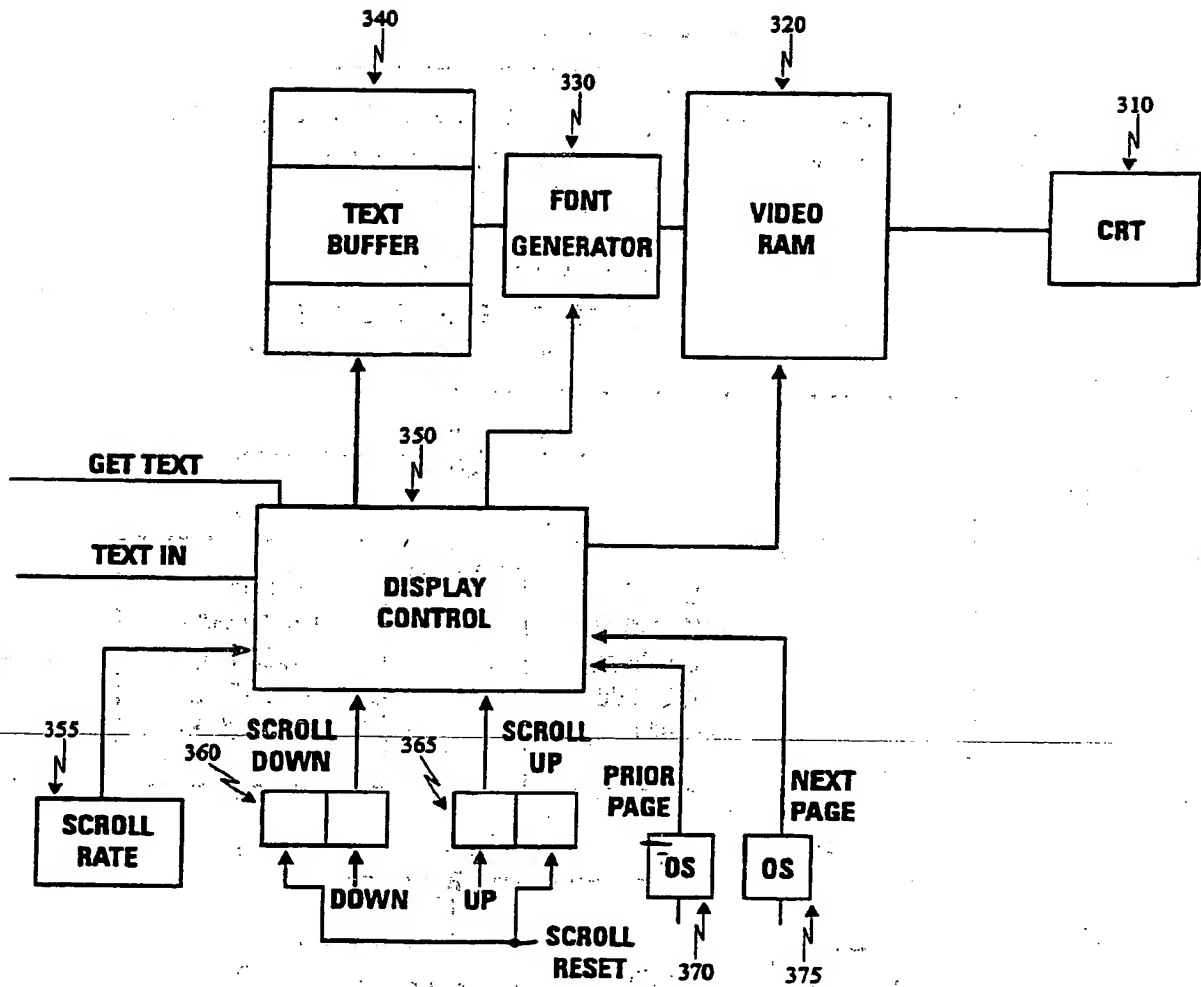 340
320
330
310
TEXT
BUFFER
FONT
GENERATOR
VIDEO
RAM
CRT
350
GET TEXT
TEXT IN
DISPLAY
CONTROL
355
360
SCROLL
DOWN
365
SCROLL
UP
PRIOR
PAGE
NEXT
PAGE
SCROLL
RATE
OS
OS
DOWN
UP
SCROLL
RESET
370
375